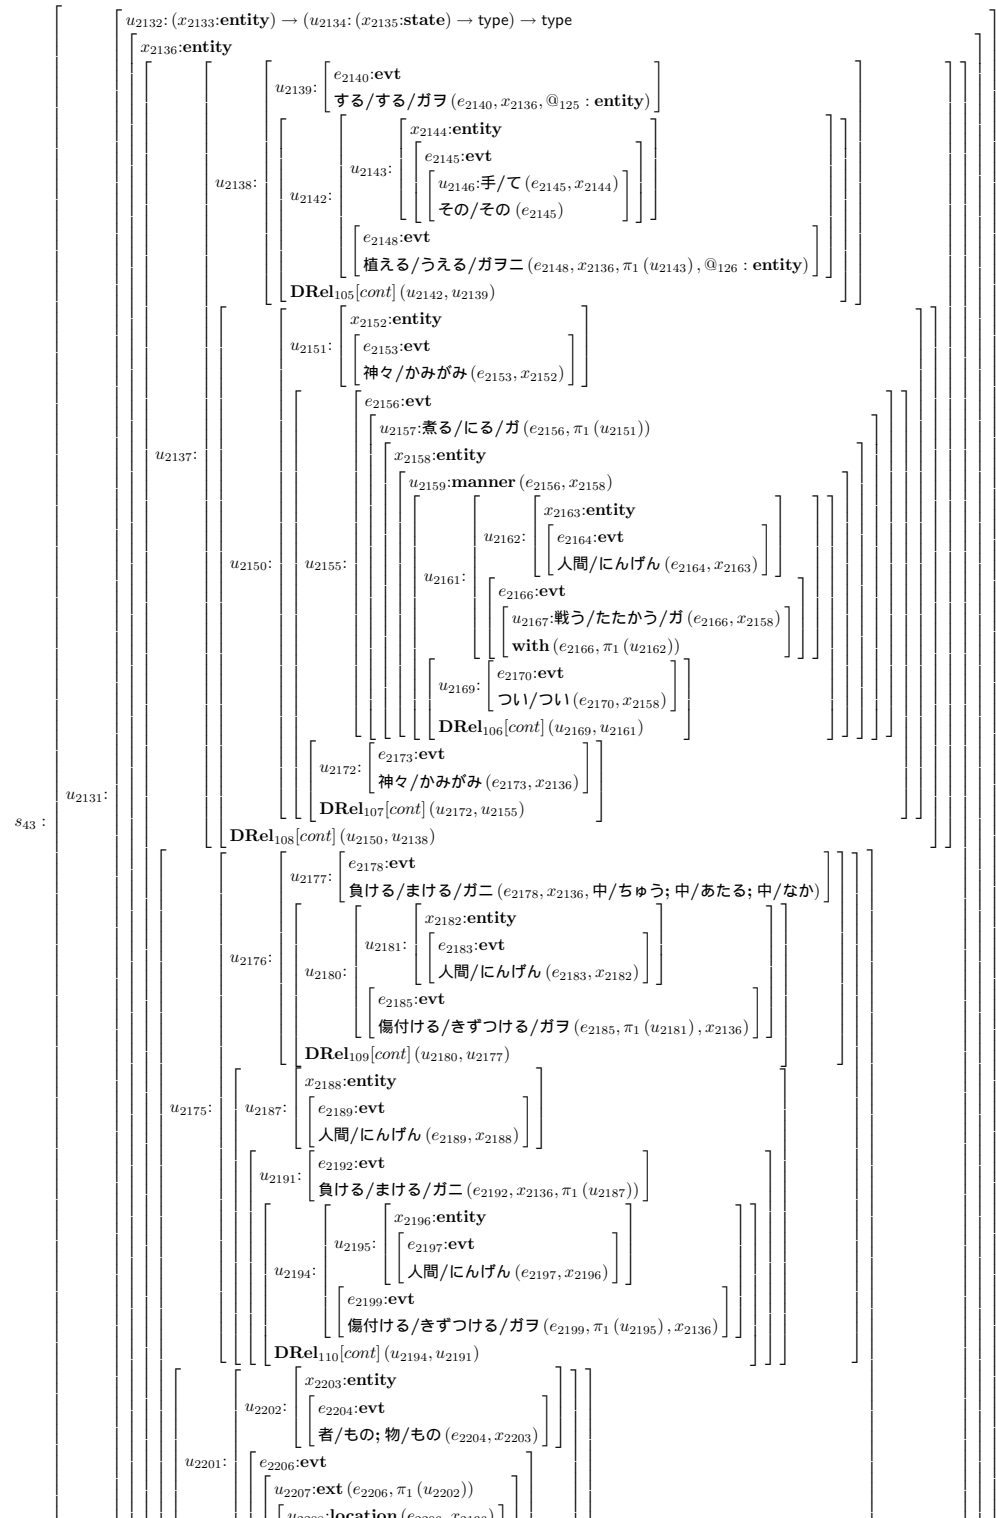 u2132: (x2133:entity) → (u2134: (x2135:state) → type) → type
x2136:entity
u2139:
e2140:evt
する/する/ガヲ (e2140, x2136, @125 : entity)
x2144:entity
u2143:
e2145:evt
u2138:
u2146:手/て (e2145, x2144)
u2142:
その/その (e2145)
e2148:evt
植える/うえる/ガヲニ (e2148, x2136, π1 (u2143) , @126 : entity)
DRel105[cont] (u2142, u2139)
x2152:entity
u2151:
e2153:evt
神々/かみがみ (e2153, x2152)
e2156:evt
u2157:煮る/にる/ガ (e2156, π1 (u2151))
u2137:
x2158:entity
u2159:manner (e2156, x2158)
x2163:entity
u2162:
e2164:evt
u2150:
u2155:
人間/にんげん (e2164, x2163)
u2161:
e2166:evt
u2167:戦う/たたかう/ガ (e2166, x2158)
with (e2166, π1 (u2162))
u2169:
e2170:evt
つい/つい (e2170, x2158)
DRel106[cont] (u2169, u2161)
u2172:
e2173:evt
神々/かみがみ (e2173, x2136)
u2131:
DRel107[cont] (u2172, u2155)
s43 :
DRel108[cont] (u2150, u2138)
u2177:
e2178:evt
負ける/まける/ガニ (e2178, x2136, 中/ちゅう; 中/あたる; 中/なか)
x2182:entity
u2181:
e2183:evt
u2176:
u2180:
人間/にんげん (e2183, x2182)
e2185:evt
傷付ける/きずつける/ガヲ (e2185, π1 (u2181) , x2136)
DRel109[cont] (u2180, u2177)
x2188:entity
u2175:
u2187:
e2189:evt
人間/にんげん (e2189, x2188)
u2191:
e2192:evt
負ける/まける/ガニ (e2192, x2136, π1 (u2187))
x2196:entity
u2195:
e2197:evt
u2194:
人間/にんげん (e2197, x2196)
e2199:evt
傷付ける/きずつける/ガヲ (e2199, π1 (u2195) , x2136)
DRel110[cont] (u2194, u2191)
x2203:entity
u2202:
e2204:evt
者/もの; 物/もの (e2204, x2203)
u2201:
e2206:evt
u2207:ext (e2206, π1 (u2202))